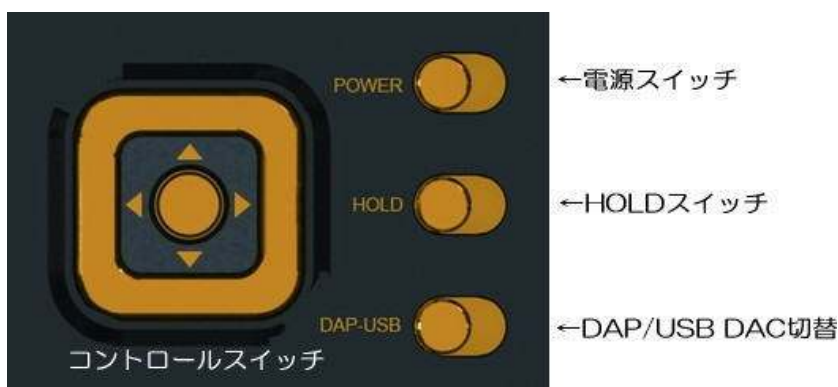 POWER
←電源スイッチ
HOLD
←HOLDスイッチ
DAP-USB
←DAP/USB DAC切替
コントロールスイッチ